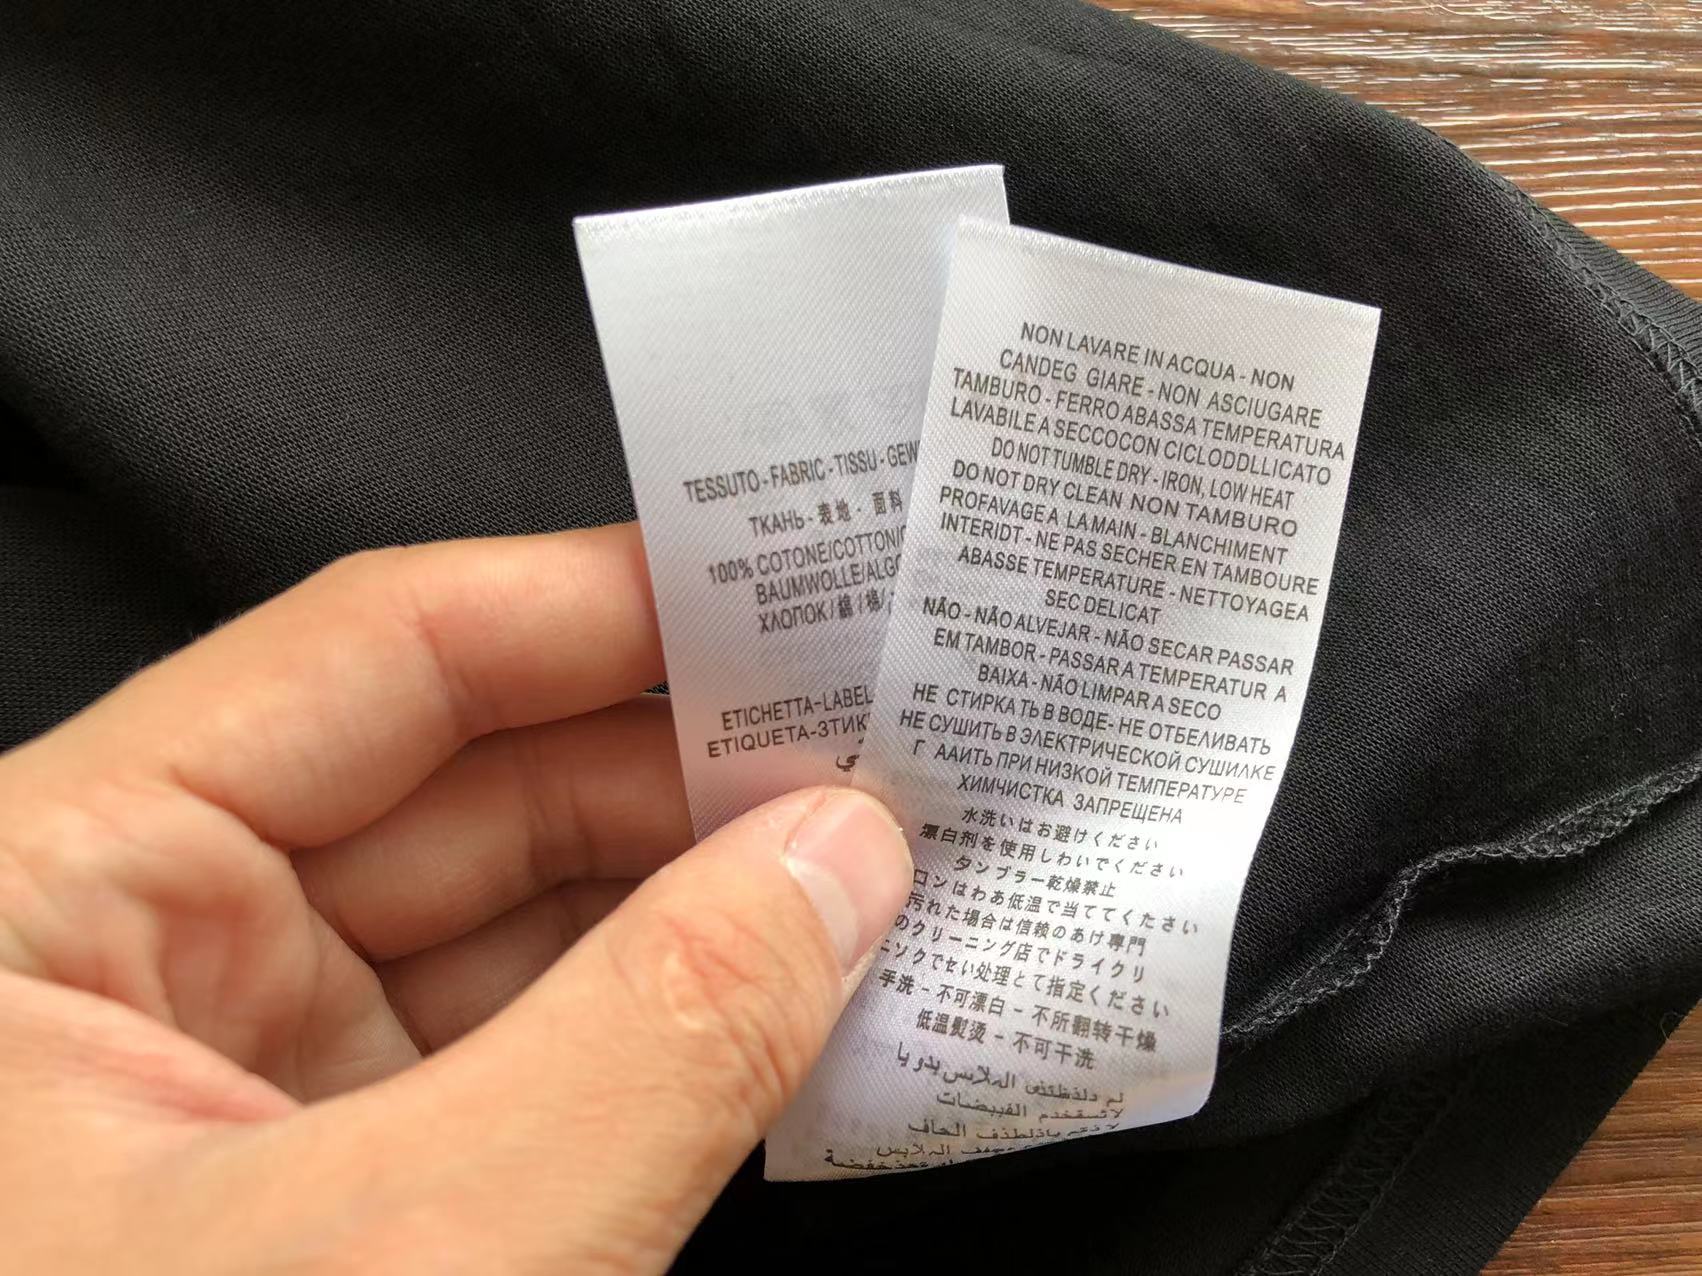 TESSUTO-FABRIC-TISSU-GEW
ТКАНЬ-表地-面料
100% COTONE/COTTON/
BAUMWOLLE/ALGO
ХЛОПОК/綿/棉/
ETICHETTA-LABEL
ETIQUETA-ЗТИК
NON LAVARE IN ACQUA - NON
CANDEG GIARE - NON ASCIUGARE
TAMBURO - FERRO ABASSA TEMPERATURA
LAVABILE A SECCOCON CICLODDLLICATO
DO NOT TUMBLE DRY - IRON, LOW HEAT
DO NOT DRY CLEAN NON TAMBURO
PROFAVAGE A LA MAIN - BLANCHIMENT
INTERIDT - NE PAS SECHER EN TAMBOURE
ABASSE TEMPERATURE - NETTOYAGEA
SEC DELICAT
NÃO - NÃO ALVEJAR - NÃO SECAR PASSAR
EM TAMBOR - PASSAR A TEMPERATUR A
BAIXA - NÃO LIMPAR A SECO
НЕ СТИРКА ТЬ В ВОДЕ- НЕ ОТБЕЛИВАТЬ
НЕ СУШИТЬ В ЭЛЕКТРИЧЕСКОЙ СУШИЛКЕ
Г ААИТЬ ПРИ НИЗКОЙ ТЕМПЕРАТУРЕ
ХИМЧИСТКА ЗАПРЕЩЕНА
水洗いはお避けください
漂白剤を使用しわいでください
タンブラー乾燥禁止
ロンはわあ低温で当ててください
汚れた場合は信赖のあけ專門
のクリーニング店でドライクリ
ニソクでせい处理とて指定ください
手洗 - 不可漂白 - 不所翻转干燥
低温熨烫 - 不可干洗
الحاف